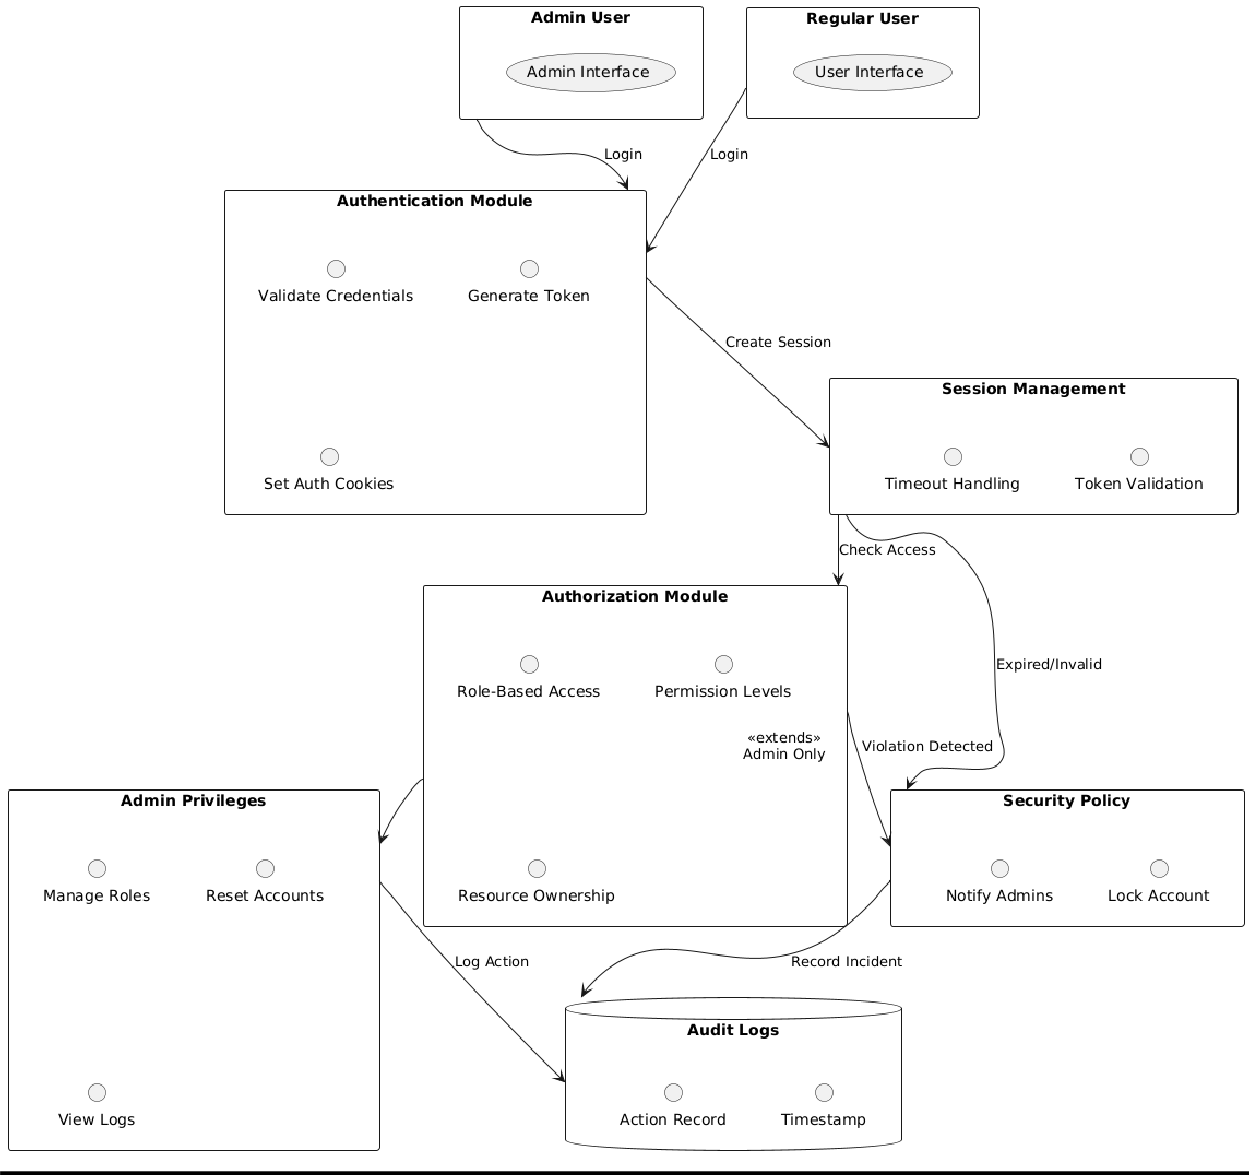 Admin User
Regular User
Admin Interface
User Interface
Login
Login
Authentication Module
Validate Credentials
Generate Token
Create Session
Session Management
Set Auth Cookies
Timeout Handling
Token Validation
Check Access
Authorization Module
Expired/Invalid
Role-Based Access
Permission Levels
«extends»
Admin Only
Violation Detected
Admin Privileges
Security Policy
Manage Roles
Reset Accounts
Resource Ownership
Notify Admins
Lock Account
Log Action
Record Incident
Audit Logs
View Logs
Action Record
Timestamp